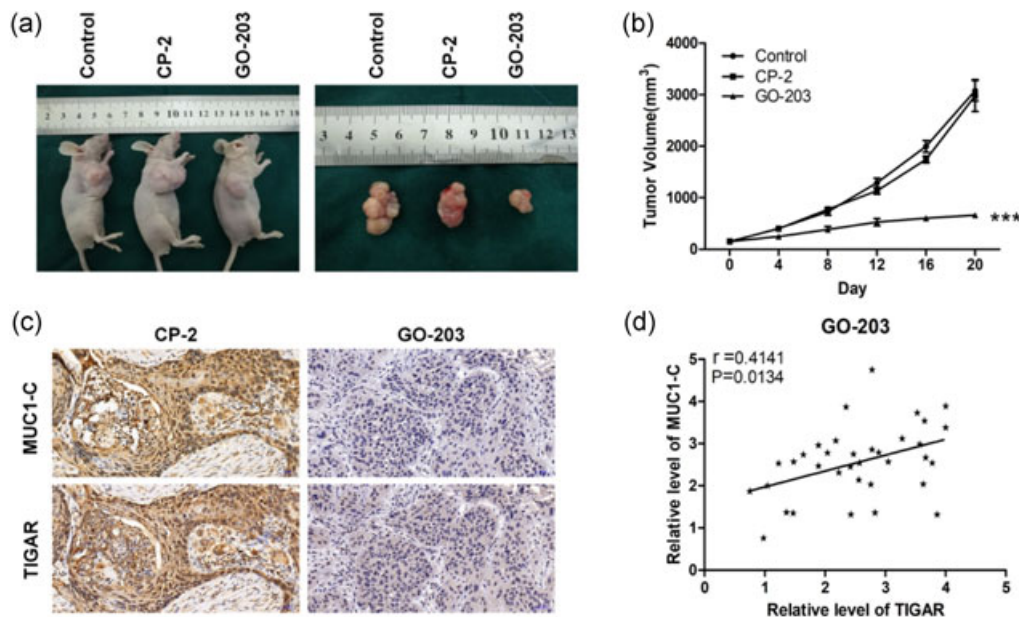 (a)
Control
CP-2
GO-203
Control
CP-2
GO-203
2 3 4 5 6 7 8 9 10 11 12 13 14 15 16 17 18
3 4 5 6 7 8 9 10 11 12 13
(b)
Tumor Volume(mm³)
4000
3000
2000
1000
0
Control
CP-2
GO-203
***
0 4 8 12 16 20
Day
(c)
CP-2
GO-203
MUC1-C
TIGAR
(d)
GO-203
r =0.4141
P=0.0134
Relative level of MUC1-C
5
4
3
2
1
0
0 1 2 3 4 5
Relative level of TIGAR